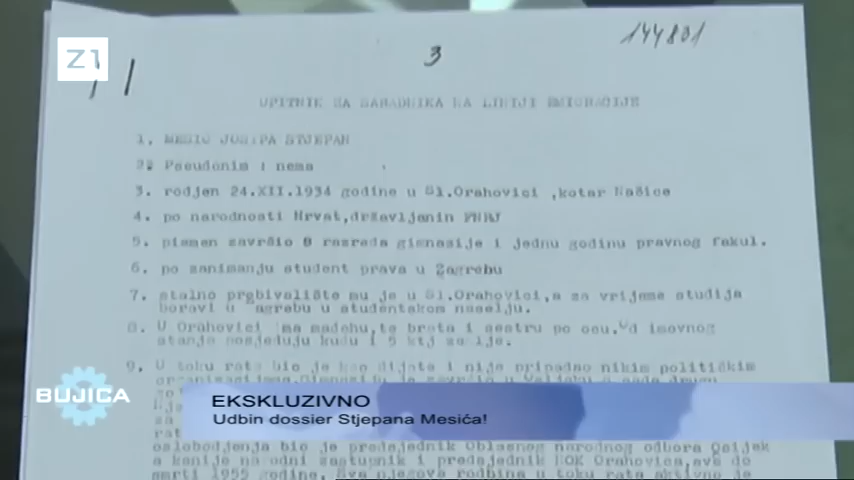 Z1
3
144801
UPITNIK ZA SARADNIKA NA LINIJI EMIGRACIJE
1. MESIĆ JOSIPA STJEPAN
2. Pseudonim : nema
3. rodjen 24.XII.1934 godine u Sl.Orahovici ,kotar Našice
4. po narodnosti Hrvat,državljanin FNRJ
5. pismen završio 8 razreda gimnazije i jednu godinu pravnog fakul.
6. po zanimanju student prava u Zagrebu
7. stalno prebivalište mu je u Sl.Orahovici,a za vrijeme studija
boravi u agrebu u studentskom naselju.
8. U Orahovici ima maćehu,te brata i sestru po ocu.Od imovnog
stanja posjeduju kuću i 5 ktj zemlje.
9. U toku rata bio je kao dijete i nije pripadao nikim političkim
BUJICA
EKSKLUZIVNO
Udbin dossier Stjepana Mesića!
oslobodjenja bio je predsjednik Oblasnog narodnog odbora Osijek
a kasnije narodni zastupnik i predsjednik NOK Orahovica,sve do
smrti 1955 godine. Sva njegova rodbina u toku rata aktivno je